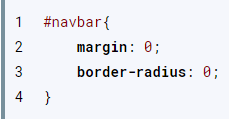 1 #navbar{
2     margin: 0;
3     border-radius: 0;
4 }